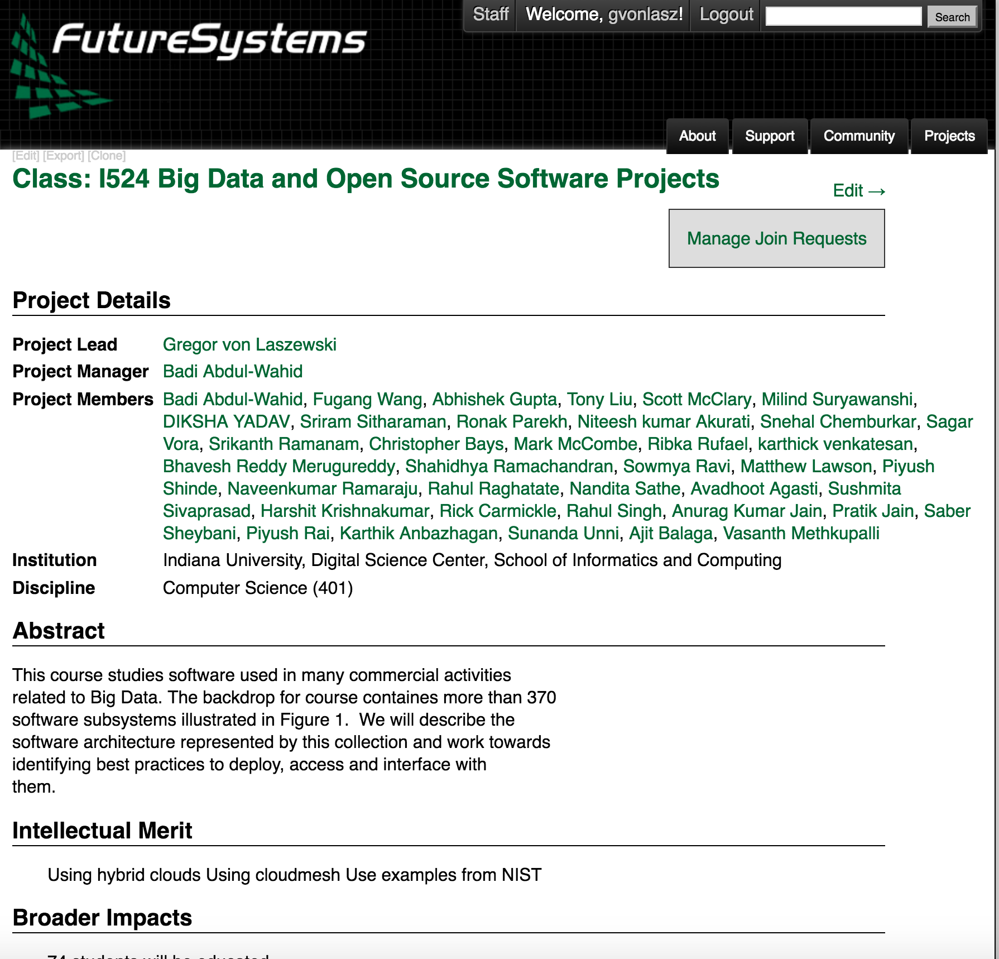 FutureSystems
Staff Welcome, gvonlasz! Logout Search
About Support Community Projects
[Edit] [Export] [Clone]
Class: I524 Big Data and Open Source Software Projects
Edit →
Manage Join Requests
Project Details
Project Lead Gregor von Laszewski
Project Manager Badi Abdul-Wahid
Project Members Badi Abdul-Wahid, Fugang Wang, Abhishek Gupta, Tony Liu, Scott McClary, Milind Suryawanshi,
DIKSHA YADAV, Sriram Sitharaman, Ronak Parekh, Niteesh kumar Akurati, Snehal Chemburkar, Sagar
Vora, Srikanth Ramanam, Christopher Bays, Mark McCombe, Ribka Rufael, karthick venkatesan,
Bhavesh Reddy Merugureddy, Shahidhya Ramachandran, Sowmya Ravi, Matthew Lawson, Piyush
Shinde, Naveenkumar Ramaraju, Rahul Raghatate, Nandita Sathe, Avadhoot Agasti, Sushmita
Sivaprasad, Harshit Krishnakumar, Rick Carmickle, Rahul Singh, Anurag Kumar Jain, Pratik Jain, Saber
Sheybani, Piyush Rai, Karthik Anbazhagan, Sunanda Unni, Ajit Balaga, Vasanth Methkupalli
Institution Indiana University, Digital Science Center, School of Informatics and Computing
Discipline Computer Science (401)
Abstract
This course studies software used in many commercial activities
related to Big Data. The backdrop for course containes more than 370
software subsystems illustrated in Figure 1.  We will describe the
software architecture represented by this collection and work towards
identifying best practices to deploy, access and interface with
them.
Intellectual Merit
Using hybrid clouds Using cloudmesh Use examples from NIST
Broader Impacts
74 students will be educated